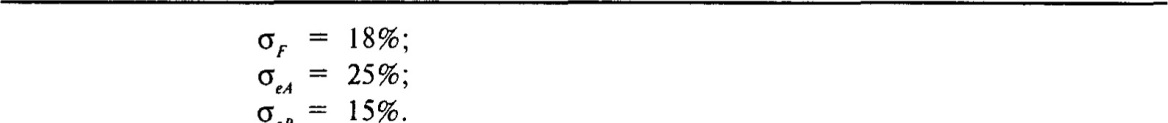 σ_F = 18%;
σ_eA = 25%;
σ_eB = 15%.